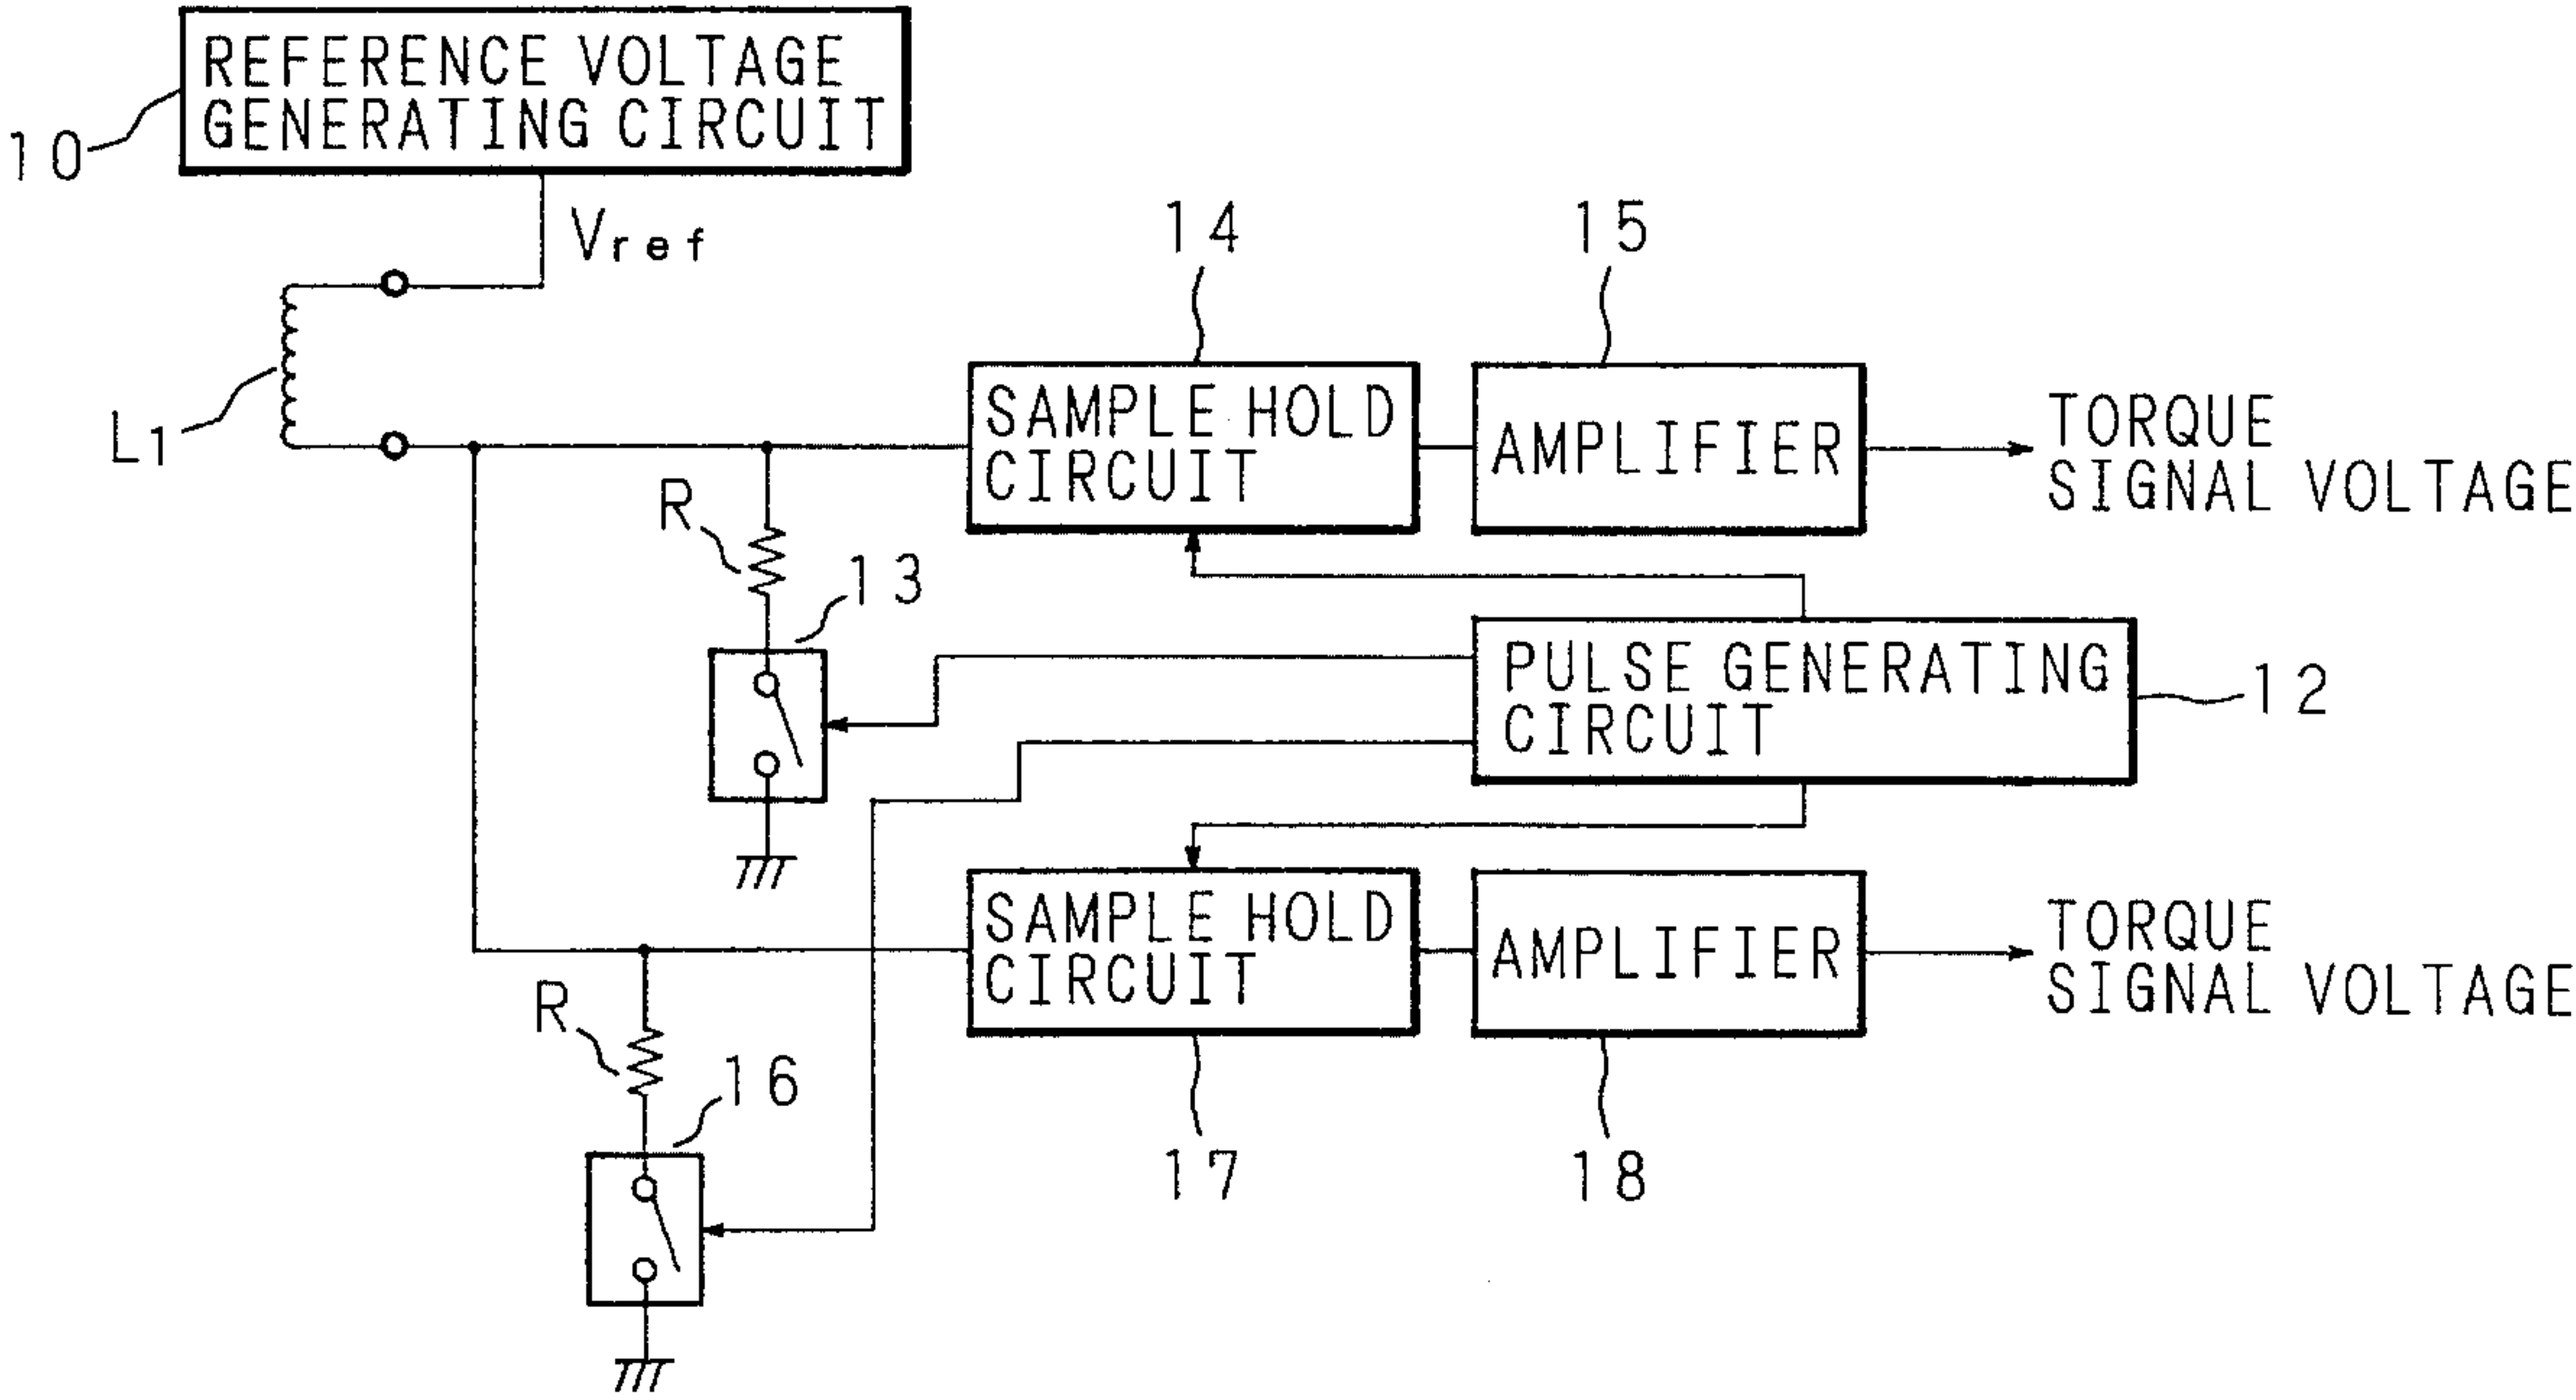 REFERENCE VOLTAGE
GENERATING CIRCUIT
10
Vref
L1
14
15
SAMPLE HOLD
CIRCUIT
AMPLIFIER
TORQUE
SIGNAL VOLTAGE
R
13
PULSE GENERATING
CIRCUIT
12
SAMPLE HOLD
CIRCUIT
AMPLIFIER
TORQUE
SIGNAL VOLTAGE
R
16
17
18